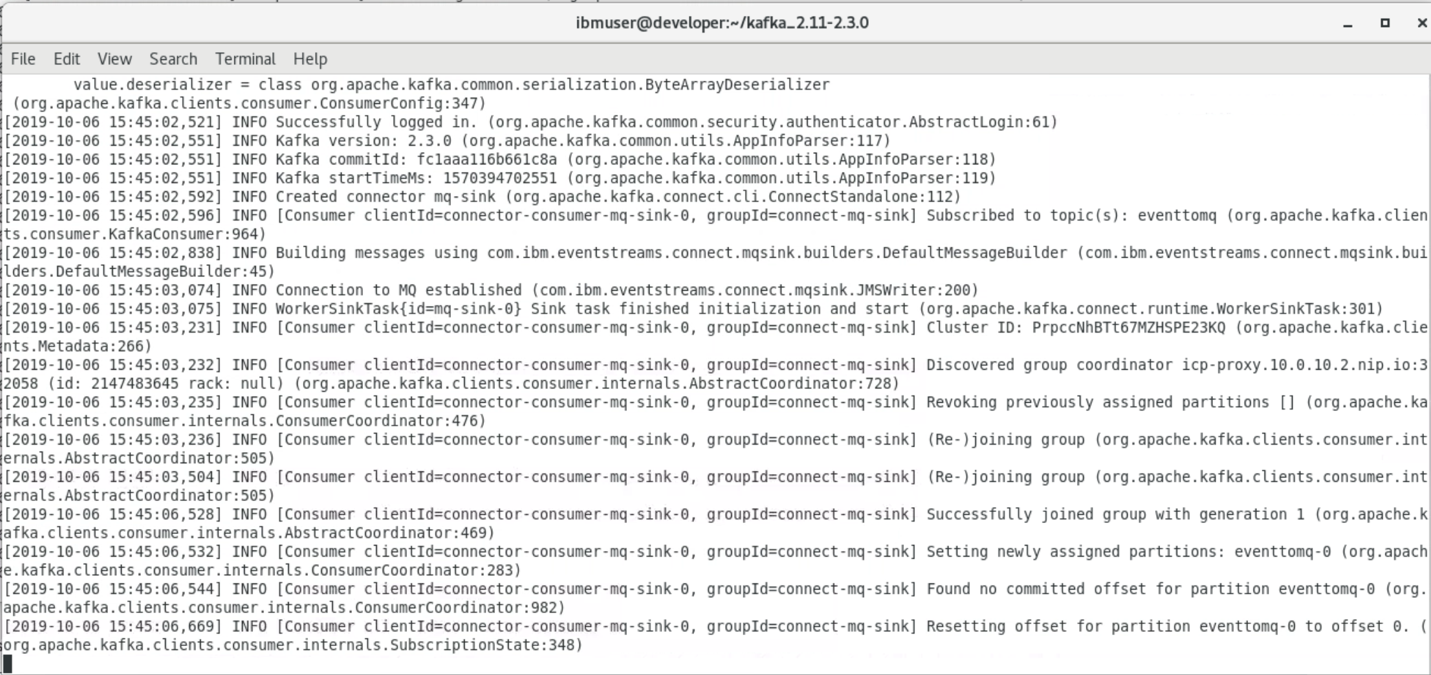 ibmuser@developer:~/kafka_2.11-2.3.0
File Edit View Search Terminal Help
        value.deserializer = class org.apache.kafka.common.serialization.ByteArrayDeserializer
 (org.apache.kafka.clients.consumer.ConsumerConfig:347)
[2019-10-06 15:45:02,521] INFO Successfully logged in. (org.apache.kafka.common.security.authenticator.AbstractLogin:61)
[2019-10-06 15:45:02,551] INFO Kafka version: 2.3.0 (org.apache.kafka.common.utils.AppInfoParser:117)
[2019-10-06 15:45:02,551] INFO Kafka commitId: fc1aaa116b661c8a (org.apache.kafka.common.utils.AppInfoParser:118)
[2019-10-06 15:45:02,551] INFO Kafka startTimeMs: 1570394702551 (org.apache.kafka.common.utils.AppInfoParser:119)
[2019-10-06 15:45:02,592] INFO Created connector mq-sink (org.apache.kafka.connect.cli.ConnectStandalone:112)
[2019-10-06 15:45:02,596] INFO [Consumer clientId=connector-consumer-mq-sink-0, groupId=connect-mq-sink] Subscribed to topic(s): eventtomq (org.apache.kafka.clien
ts.consumer.KafkaConsumer:964)
[2019-10-06 15:45:02,838] INFO Building messages using com.ibm.eventstreams.connect.mqsink.builders.DefaultMessageBuilder (com.ibm.eventstreams.connect.mqsink.bui
lders.DefaultMessageBuilder:45)
[2019-10-06 15:45:03,074] INFO Connection to MQ established (com.ibm.eventstreams.connect.mqsink.JMSWriter:200)
[2019-10-06 15:45:03,075] INFO WorkerSinkTask{id=mq-sink-0} Sink task finished initialization and start (org.apache.kafka.connect.runtime.WorkerSinkTask:301)
[2019-10-06 15:45:03,231] INFO [Consumer clientId=connector-consumer-mq-sink-0, groupId=connect-mq-sink] Cluster ID: PrpccNhBTt67MZHSPE23KQ (org.apache.kafka.clie
nts.Metadata:266)
[2019-10-06 15:45:03,232] INFO [Consumer clientId=connector-consumer-mq-sink-0, groupId=connect-mq-sink] Discovered group coordinator icp-proxy.10.0.10.2.nip.io:3
2058 (id: 2147483645 rack: null) (org.apache.kafka.clients.consumer.internals.AbstractCoordinator:728)
[2019-10-06 15:45:03,235] INFO [Consumer clientId=connector-consumer-mq-sink-0, groupId=connect-mq-sink] Revoking previously assigned partitions [] (org.apache.ka
fka.clients.consumer.internals.ConsumerCoordinator:476)
[2019-10-06 15:45:03,236] INFO [Consumer clientId=connector-consumer-mq-sink-0, groupId=connect-mq-sink] (Re-)joining group (org.apache.kafka.clients.consumer.int
ernals.AbstractCoordinator:505)
[2019-10-06 15:45:03,504] INFO [Consumer clientId=connector-consumer-mq-sink-0, groupId=connect-mq-sink] (Re-)joining group (org.apache.kafka.clients.consumer.int
ernals.AbstractCoordinator:505)
[2019-10-06 15:45:06,528] INFO [Consumer clientId=connector-consumer-mq-sink-0, groupId=connect-mq-sink] Successfully joined group with generation 1 (org.apache.k
afka.clients.consumer.internals.AbstractCoordinator:469)
[2019-10-06 15:45:06,532] INFO [Consumer clientId=connector-consumer-mq-sink-0, groupId=connect-mq-sink] Setting newly assigned partitions: eventtomq-0 (org.apach
e.kafka.clients.consumer.internals.ConsumerCoordinator:283)
[2019-10-06 15:45:06,544] INFO [Consumer clientId=connector-consumer-mq-sink-0, groupId=connect-mq-sink] Found no committed offset for partition eventtomq-0 (org.
apache.kafka.clients.consumer.internals.ConsumerCoordinator:982)
[2019-10-06 15:45:06,669] INFO [Consumer clientId=connector-consumer-mq-sink-0, groupId=connect-mq-sink] Resetting offset for partition eventtomq-0 to offset 0. (
org.apache.kafka.clients.consumer.internals.SubscriptionState:348)